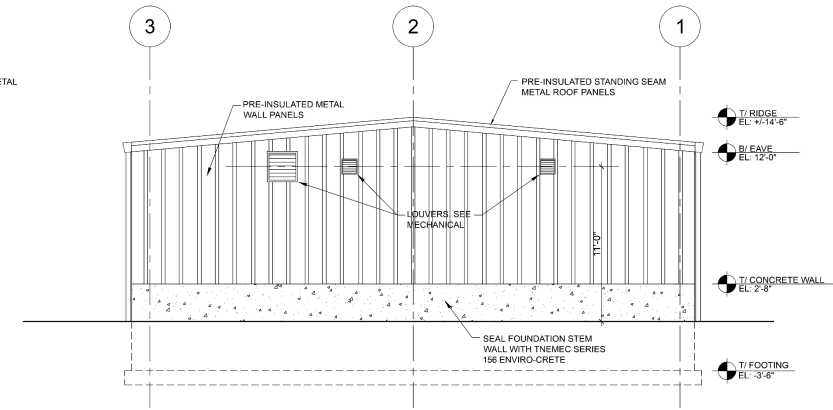 3
2
1
ETAL
PRE-INSULATED METAL
WALL PANELS
PRE-INSULATED STANDING SEAM
METAL ROOF PANELS
T/ RIDGE
EL: +/-14'-6"
B/ EAVE
EL: 12'-0"
LOUVERS. SEE
MECHANICAL
11'-0"
T/ CONCRETE WALL
EL: 2'-8"
SEAL FOUNDATION STEM
WALL WITH TNEMEC SERIES
156 ENVIRO-CRETE
T/ FOOTING
EL: -3'-6"